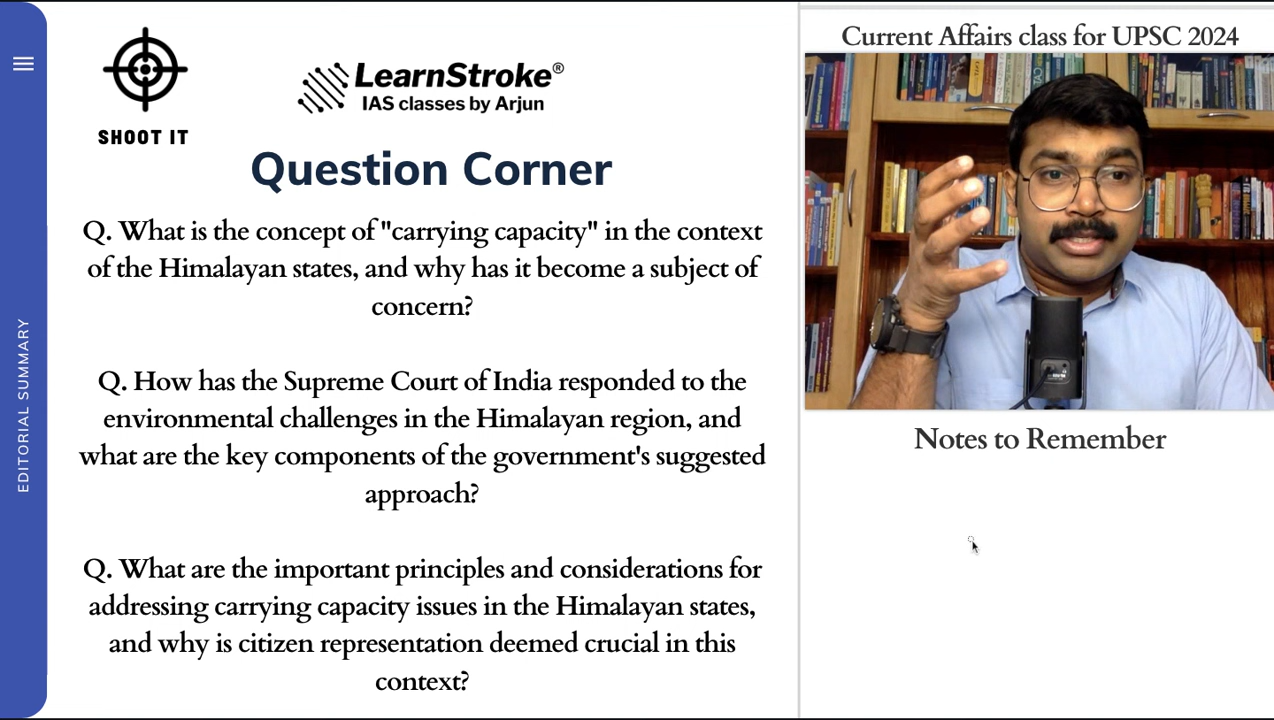 SHOOT IT
LearnStroke®
IAS classes by Arjun
Question Corner
Q. What is the concept of "carrying capacity" in the context
of the Himalayan states, and why has it become a subject of
concern?
Q. How has the Supreme Court of India responded to the
environmental challenges in the Himalayan region, and
what are the key components of the government's suggested
approach?
Q. What are the important principles and considerations for
addressing carrying capacity issues in the Himalayan states,
and why is citizen representation deemed crucial in this
context?
EDITORIAL SUMMARY
Current Affairs class for UPSC 2024
Notes to Remember